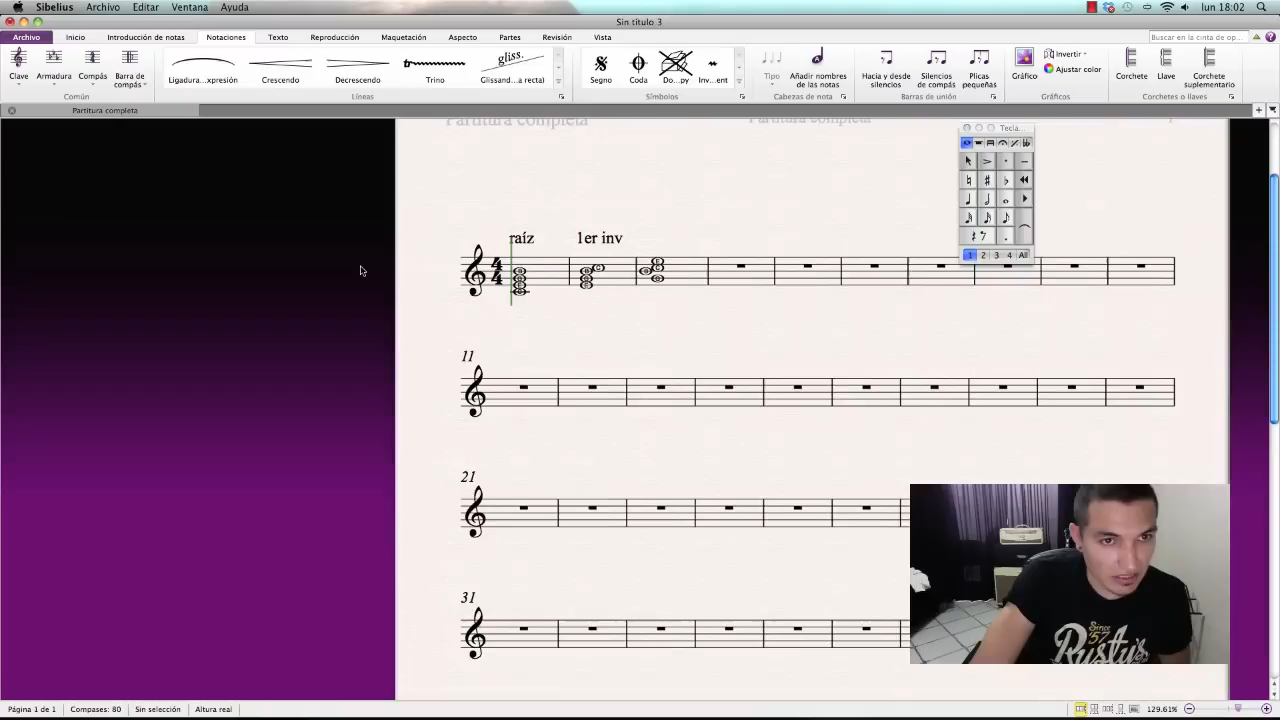 Sibelius Archivo Editar Ventana Ayuda lun 18:02
Sin título 3
Archivo Inicio Introducción de notas Notaciones Texto Reproducción Maquetación Aspecto Partes Revisión Vista Buscar en la cinta de op...
gliss.
Clave Armadura Compás Barra de compás Ligadura...xpresión Crescendo Decrescendo Trino Glissand...a recta) Segno Coda Do...py Inv...ent Tipo Añadir nombres de las notas Hacia y desde silencios Silencios de compás Plicas pequeñas Gráfico Invertir Ajustar color Corchete Llave Corchete suplementario
Común Líneas Símbolos Cabezas de nota Barras de unión Gráficos Corchetes o llaves
Partitura completa
Partitura completa Partitura completa
Tecla...
1 2 3 4 All
raíz 1er inv
4
4
11
21
31
Since '57
Rusty's
Página 1 de 1 Compases: 80 Sin selección Altura real 129.61%